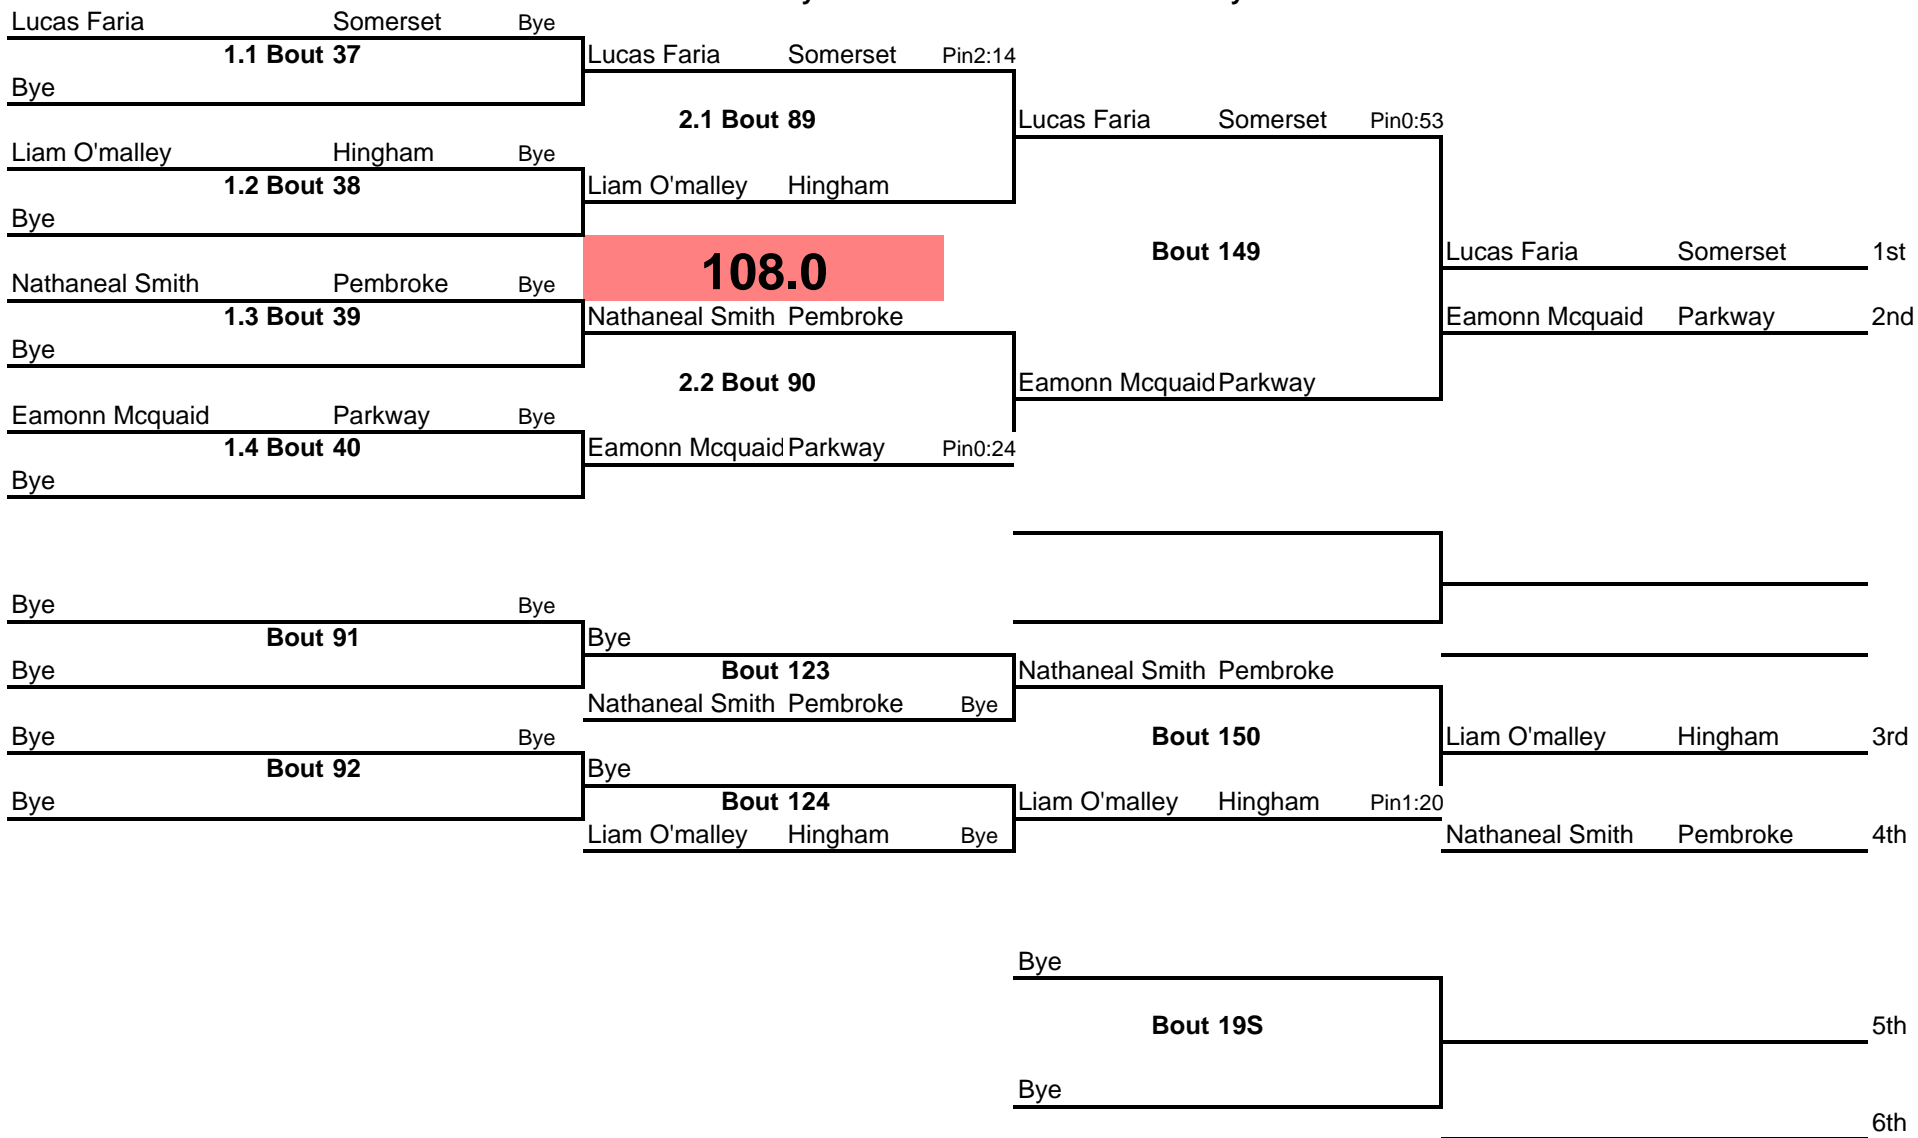 Lucas Faria Somerset Bye
1.1 Bout 37
Lucas Faria Somerset Pin2:14
Bye
2.1 Bout 89
Lucas Faria Somerset Pin0:53
Liam O'malley Hingham Bye
1.2 Bout 38
Liam O'malley Hingham
Bye
108.0
Bout 149
Lucas Faria Somerset 1st
Nathaneal Smith Pembroke Bye
1.3 Bout 39
Nathaneal Smith Pembroke
Eamonn Mcquaid Parkway 2nd
Bye
2.2 Bout 90
Eamonn Mcquaid Parkway
Eamonn Mcquaid Parkway Bye
1.4 Bout 40
Eamonn Mcquaid Parkway Pin0:24
Bye
Bye Bye
Bout 91
Bye
Bye
Bout 123
Nathaneal Smith Pembroke
Nathaneal Smith Pembroke Bye
Bye Bye
Bout 150
Liam O'malley Hingham 3rd
Bout 92
Bye
Bye
Bout 124
Liam O'malley Hingham Pin1:20
Liam O'malley Hingham Bye
Nathaneal Smith Pembroke 4th
Bye
Bout 19S
5th
Bye
6th